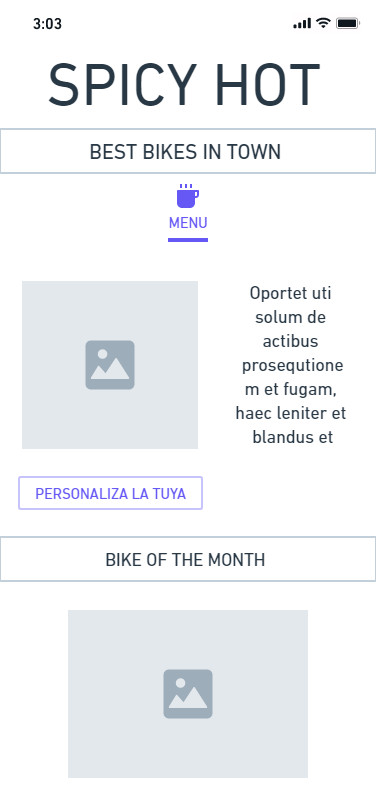 3:03
SPICY HOT
BEST BIKES IN TOWN
MENU
Oportet uti
solum de
actibus
prosequtione
m et fugam,
haec leniter et
blandus et
PERSONALIZA LA TUYA
BIKE OF THE MONTH